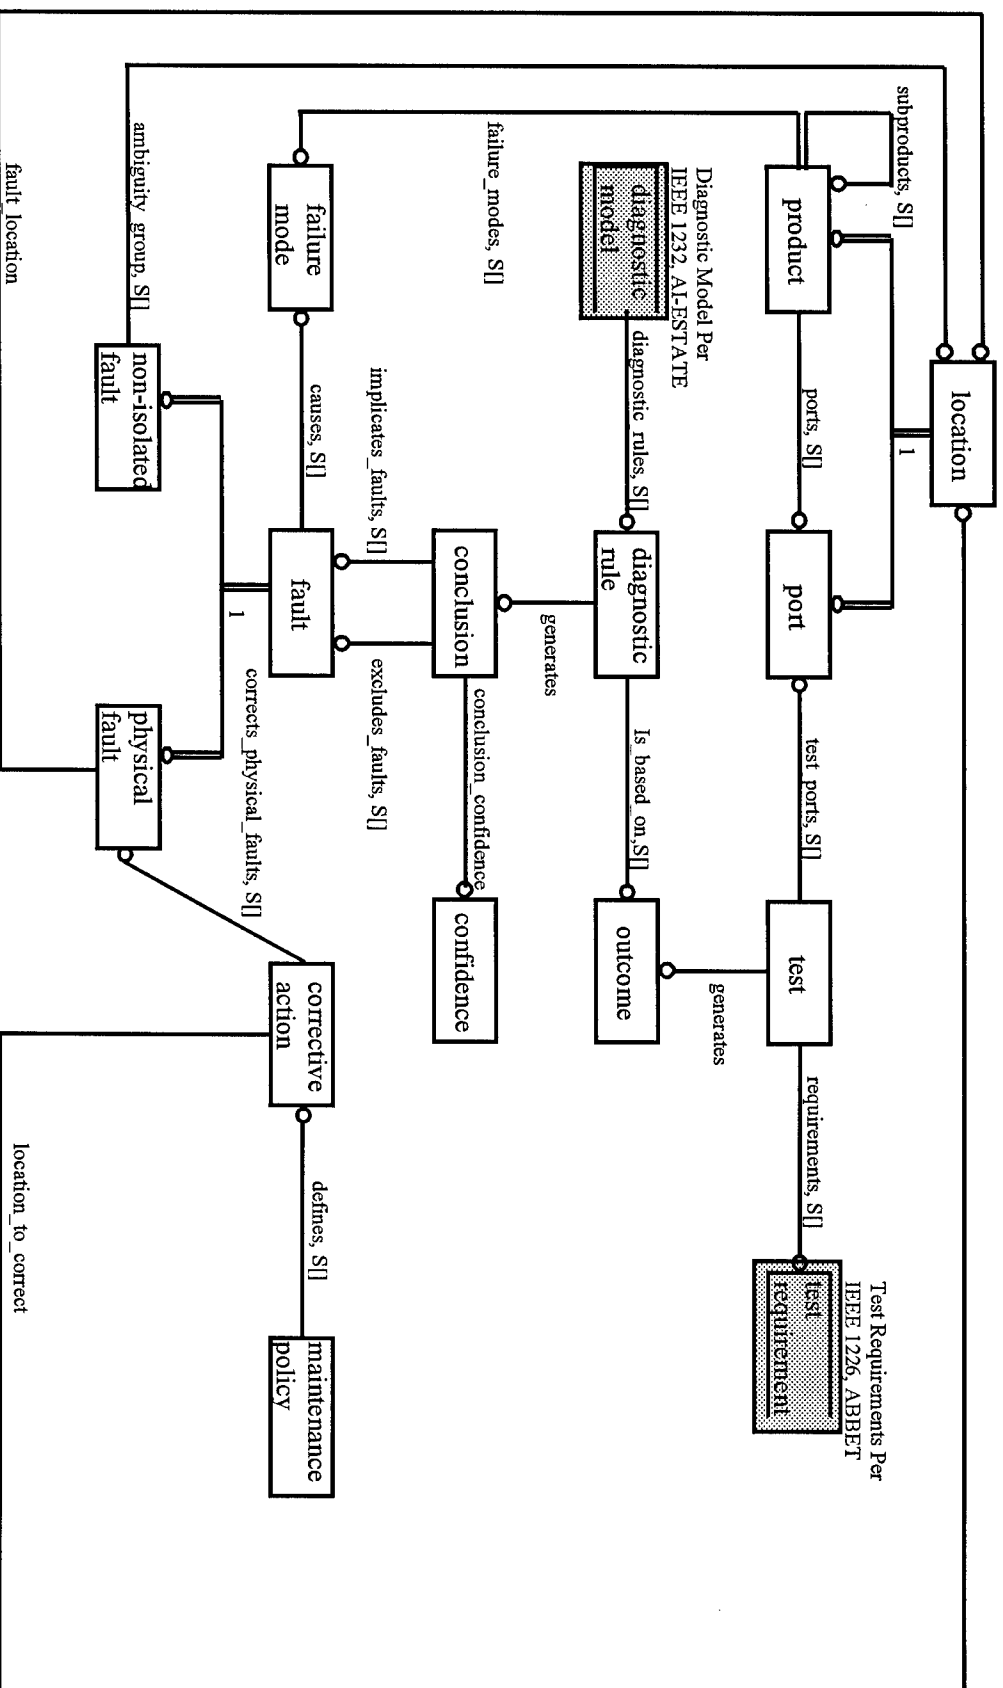 location
1
subproducts, S[]
product
ports, S[]
port
test_ports, S[]
test
requirements, S[]
Test Requirements Per
IEEE 1226, ABBET
test
requirement
Diagnostic Model Per
IEEE 1232, AI-ESTATE
diagnostic
model
diagnostic_rules, S[]
diagnostic
rule
Is_based_on,S[]
outcome
generates
failure_modes, S[]
generates
conclusion
conclusion_confidence
confidence
implicates_faults, S[]
excludes_faults, S[]
failure
mode
causes, S[]
fault
1
corrects_physical_faults, S[]
corrective
action
defines, S[]
maintenance
policy
ambiguity_group, S[]
non-isolated
fault
physical
fault
fault_location
location_to_correct